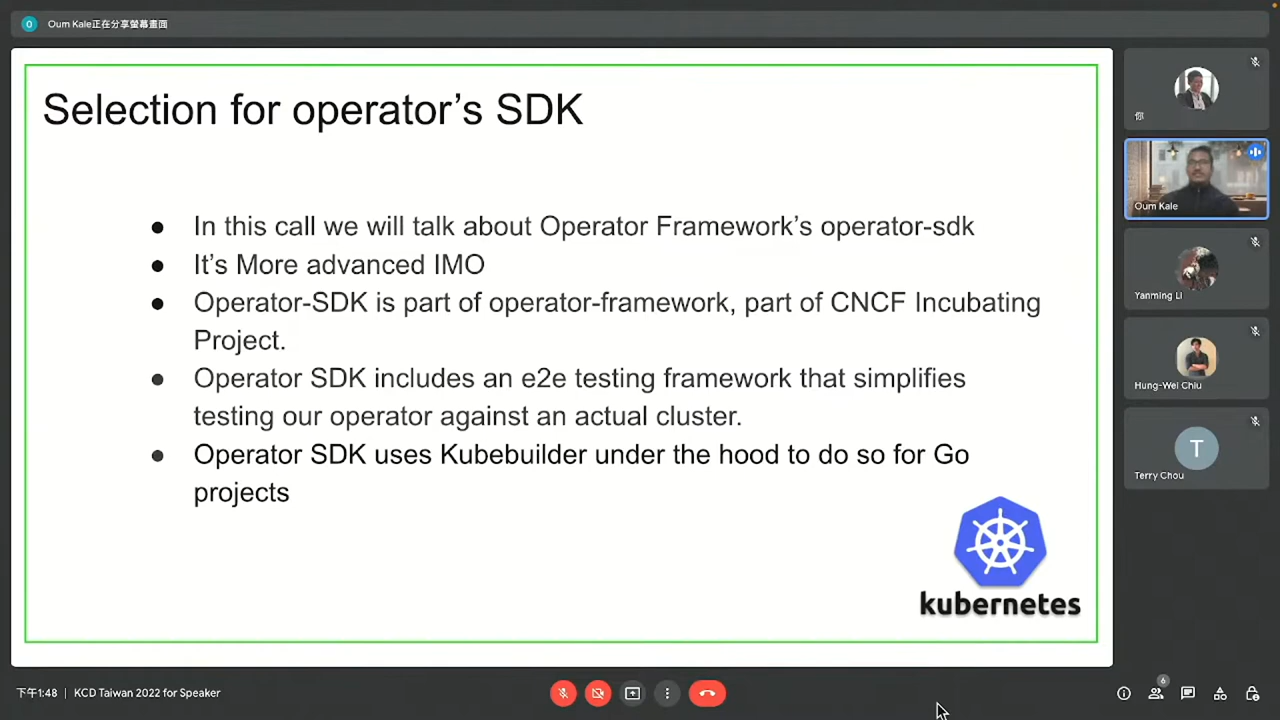 O Oum Kale正在分享螢幕畫面
Selection for operator's SDK
● In this call we will talk about Operator Framework's operator-sdk
● It's More advanced IMO
● Operator-SDK is part of operator-framework, part of CNCF Incubating
Project.
● Operator SDK includes an e2e testing framework that simplifies
testing our operator against an actual cluster.
● Operator SDK uses Kubebuilder under the hood to do so for Go
projects
kubernetes
你
Oum Kale
Yanming Li
Hung-Wei Chiu
T
Terry Chou
下午1:48 | KCD Taiwan 2022 for Speaker
6